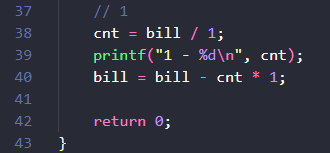 37 // 1
38 cnt = bill / 1;
39 printf("1 - %d\n", cnt);
40 bill = bill - cnt * 1;
41
42 return 0;
43 }